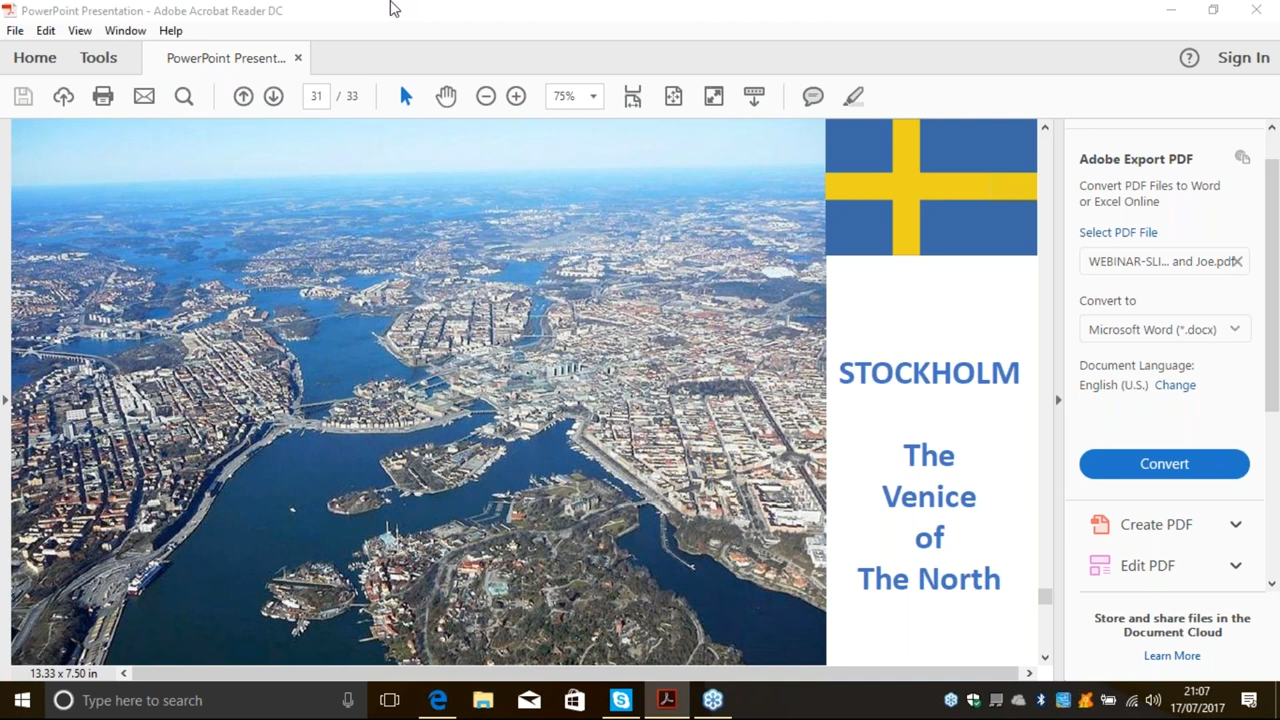 PowerPoint Presentation - Adobe Acrobat Reader DC
File Edit View Window Help
Home Tools PowerPoint Present... ×
Sign In
31 / 33
75%
STOCKHOLM
The
Venice
of
The North
Adobe Export PDF
Convert PDF Files to Word
or Excel Online
Select PDF File
WEBINAR-SLI... and Joe.pdf
Convert to
Microsoft Word (*.docx)
Document Language:
English (U.S.) Change
Convert
Create PDF
Edit PDF
Store and share files in the
Document Cloud
Learn More
13.33 x 7.50 in
Type here to search
21:07
17/07/2017